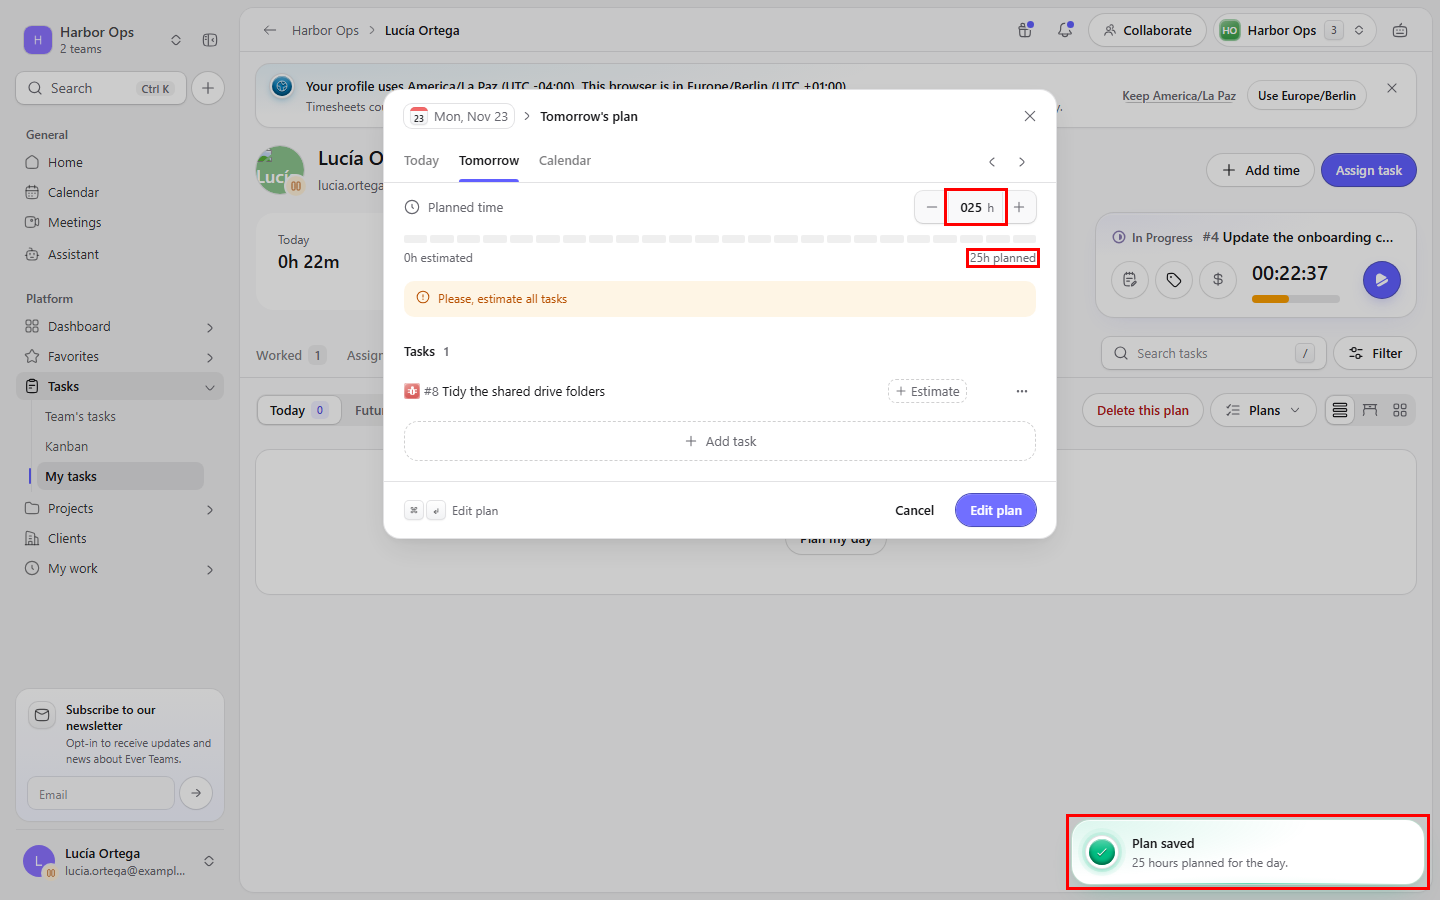 H
Harbor Ops
2 teams
Search
Ctrl K
General
Home
Calendar
Meetings
Assistant
Platform
Dashboard
Favorites
Tasks
Team's tasks
Kanban
My tasks
Projects
Clients
My work
Subscribe to our
newsletter
Opt-in to receive updates and
news about Ever Teams.
Email
L
Lucía Ortega
lucia.ortega@exampl...
Harbor Ops
Lucía Ortega
Collaborate
HO
Harbor Ops
3
Your profile uses America/La Paz (UTC -04:00). This browser is in Europe/Berlin (UTC +01:00)
Timesheets
Keep America/La Paz
Use Europe/Berlin
Lucía O
lucia.ortega
Add time
Assign task
Today
0h 22m
In Progress
#4 Update the onboarding c...
$
00:22:37
Worked
1
Assign
Search tasks
/
Filter
Today
0
Futur
Delete this plan
Plans
Plan my day
23
Mon, Nov 23
Tomorrow's plan
Today
Tomorrow
Calendar
Planned time
025 h
0h estimated
25h planned
Please, estimate all tasks
Tasks 1
#8 Tidy the shared drive folders
+ Estimate
+ Add task
⌘
Edit plan
Cancel
Edit plan
Plan saved
25 hours planned for the day.